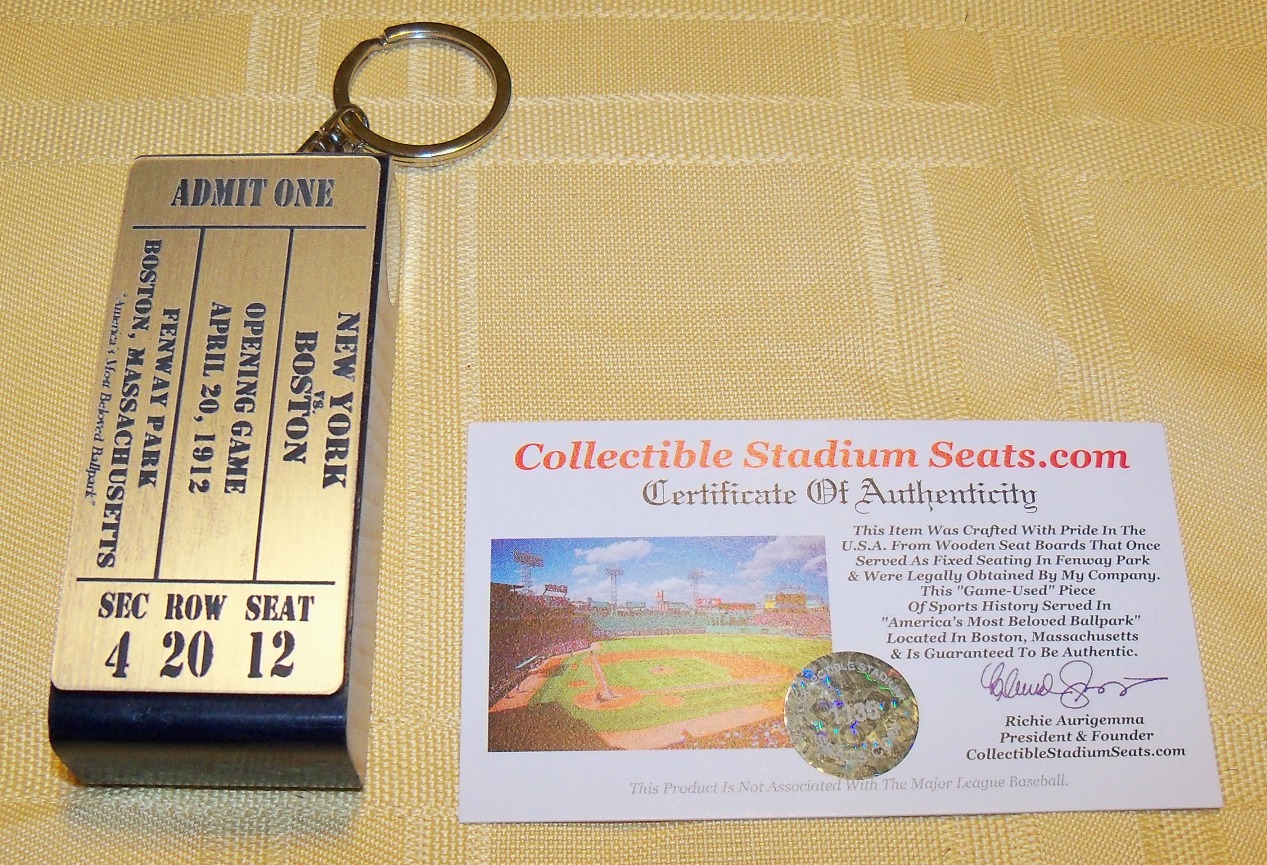 ADMIT ONE
NEW YORK
VS.
BOSTON
OPENING GAME
APRIL 20, 1912
FENWAY PARK
BOSTON, MASSACHUSETTS
"America's Most Beloved Ballpark"
SEC ROW SEAT
4 20 12
Collectible Stadium Seats.com
Certificate Of Authenticity
This Item Was Crafted With Pride In The
U.S.A. From Wooden Seat Boards That Once
Served As Fixed Seating In Fenway Park
& Were Legally Obtained By My Company.
This "Game-Used" Piece
Of Sports History Served In
"America's Most Beloved Ballpark"
Located In Boston, Massachusetts
& Is Guaranteed To Be Authentic.
Richie Aurigemma
President & Founder
CollectibleStadiumSeats.com
This Product Is Not Associated With The Major League Baseball.